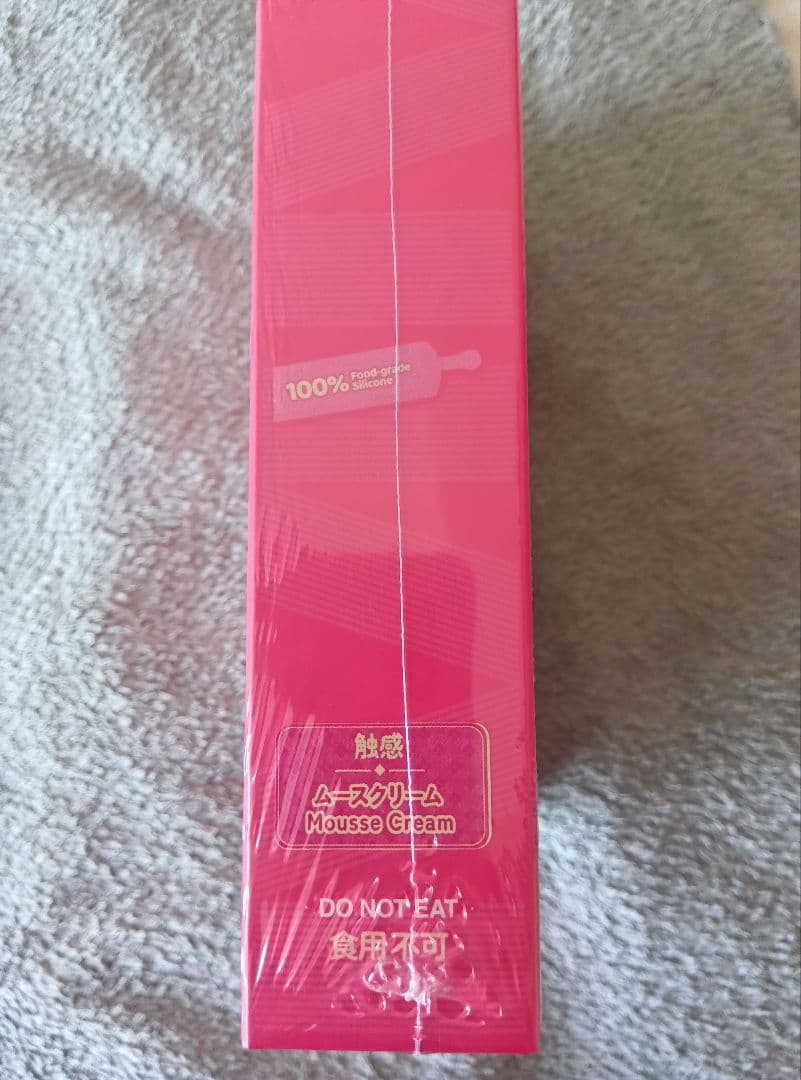 100% Food-grade
Silicone
触感
ムースクリーム
Mousse Cream
DO NOT EAT
食用不可